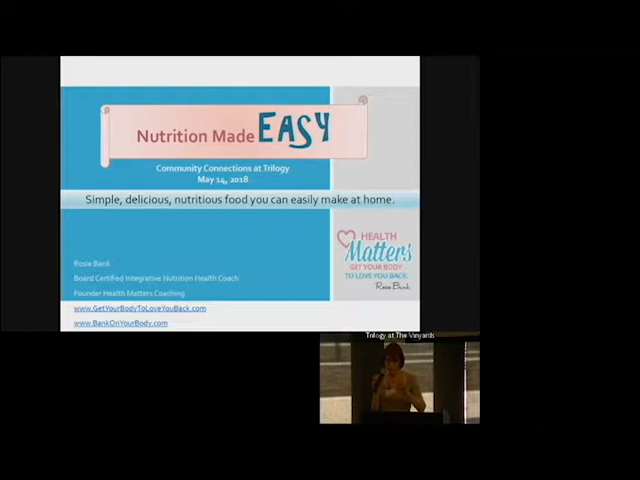 Nutrition Made EASY
Community Connections at Trilogy
May 14, 2018
Simple, delicious, nutritious food you can easily make at home.
HEALTH
Matters
GET YOUR BODY
TO LOVE YOU BACK.
Rosie Bank
Rosie Bank
Board Certified Integrative Nutrition Health Coach
Founder Health Matters Coaching
www.GetYourBodyToLoveYouBack.com
www.BankOnYourBody.com
Trilogy at The Vinyards